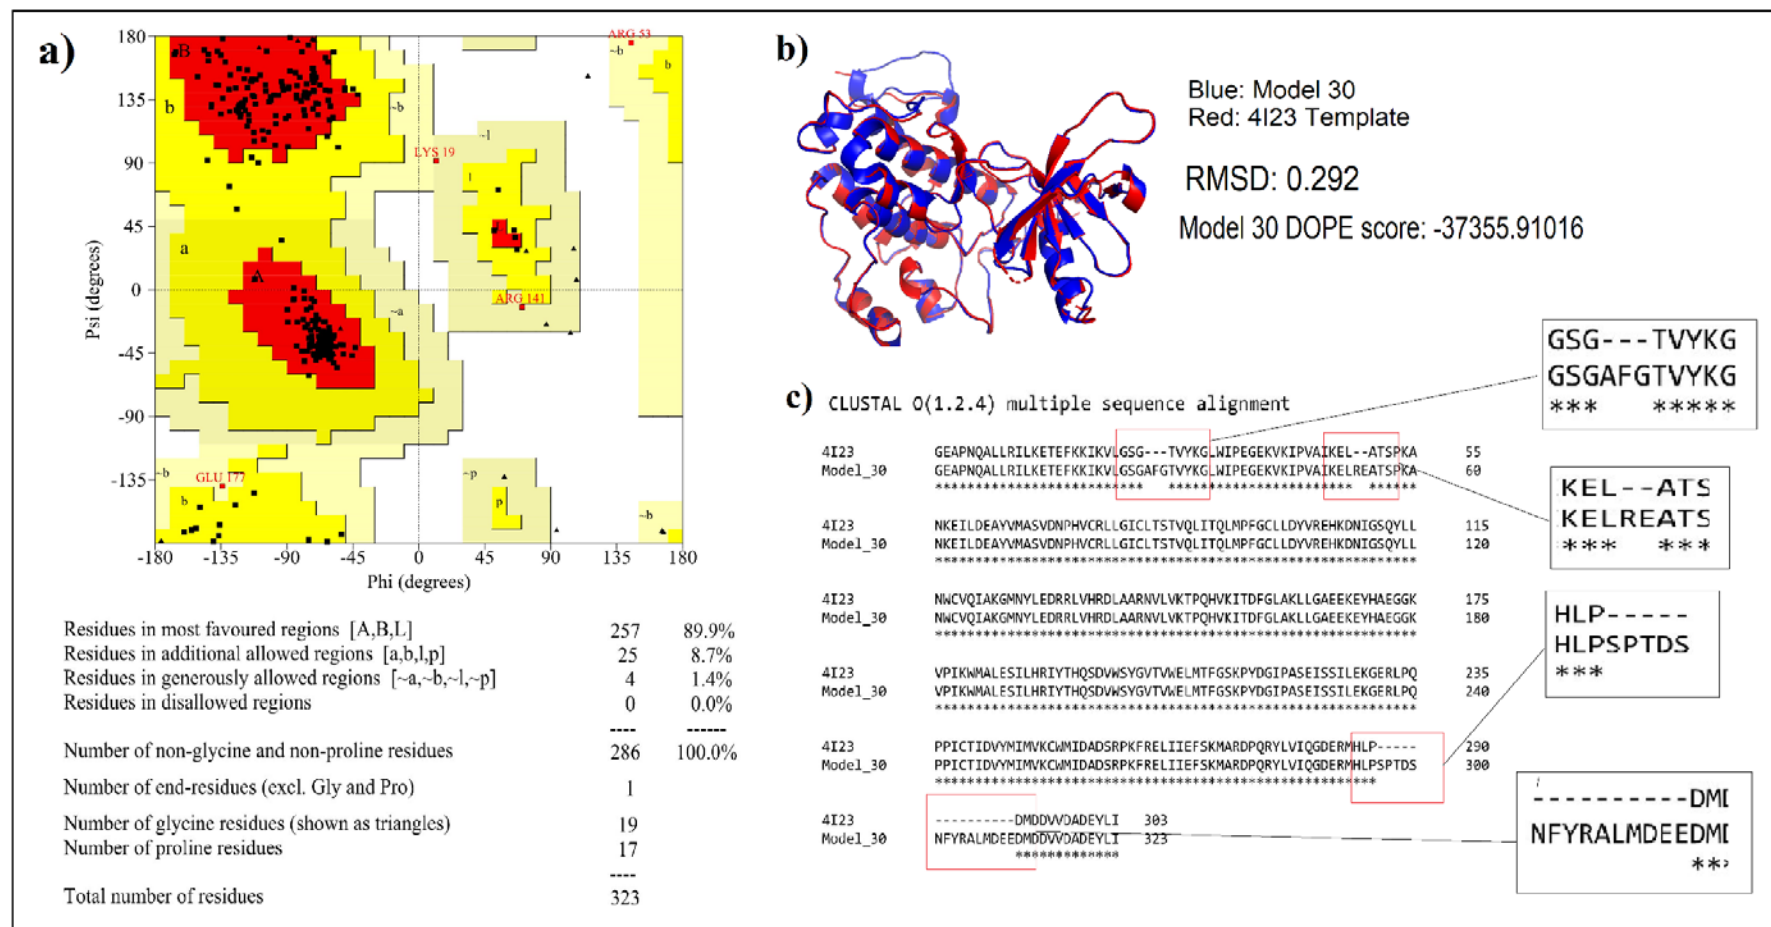 a)
180
135
90
45
0
-45
-90
-135
-180
-180 -135 -90 -45 0 45 90 135 180
Psi (degrees)
Phi (degrees)
B
b
~b
a
A
~a
~l
l
L
~p
p
~b
b
~b
b
~b
ARG 53
LYS 19
ARG 141
GLU 177
Residues in most favoured regions [A,B,L] 257 89.9%
Residues in additional allowed regions [a,b,l,p] 25 8.7%
Residues in generously allowed regions [~a,~b,~l,~p] 4 1.4%
Residues in disallowed regions 0 0.0%
---- ------
Number of non-glycine and non-proline residues 286 100.0%
Number of end-residues (excl. Gly and Pro) 1
Number of glycine residues (shown as triangles) 19
Number of proline residues 17
----
Total number of residues 323
b)
Blue: Model 30
Red: 4I23 Template
RMSD: 0.292
Model 30 DOPE score: -37355.91016
c) CLUSTAL O(1.2.4) multiple sequence alignment
4I23 GEAPNQALLRILKETEFKKIKVLGSG---TVYKGLWIPEGEKVKIPVAIKEL--ATSPKA 55
Model_30 GEAPNQALLRILKETEFKKIKVLGSGAFGTVYKGLWIPEGEKVKIPVAIKELREATSPKA 60
************************** *********************** ******
4I23 NKEILDEAYVMASVDNPHVCRLLGICLTSTVQLITQLMPFGCLLDYVREHKDNIGSQYLL 115
Model_30 NKEILDEAYVMASVDNPHVCRLLGICLTSTVQLITQLMPFGCLLDYVREHKDNIGSQYLL 120
************************************************************
4I23 NWCVQIAKGMNYLEDRRLVHRDLAARNVLVKTPQHVKITDFGLAKLLGAEEKEYHAEGGK 175
Model_30 NWCVQIAKGMNYLEDRRLVHRDLAARNVLVKTPQHVKITDFGLAKLLGAEEKEYHAEGGK 180
************************************************************
4I23 VPIKWMALESILHRIYTHQSDVWSYGVTVWELMTFGSKPYDGIPASEISSILEKGERLPQ 235
Model_30 VPIKWMALESILHRIYTHQSDVWSYGVTVWELMTFGSKPYDGIPASEISSILEKGERLPQ 240
************************************************************
4I23 PPICTIDVYMIMVKCWMIDADSRPKFRELIIEFSKMARDPQRYLVIQGDERMHLP----- 290
Model_30 PPICTIDVYMIMVKCWMIDADSRPKFRELIIEFSKMARDPQRYLVIQGDERMHLPSPTDS 300
*******************************************************
4I23 ----------DMDDVVDADEYLI 303
Model_30 NFYRALMDEEDMDDVVDADEYLI 323
*************
GSG---TVYKG
GSGAFGTVYKG
*** *****
KEL--ATS
KELREATS
*** ***
HLP-----
HLPSPTDS
***
----------DM
NFYRALMDEEDM
**